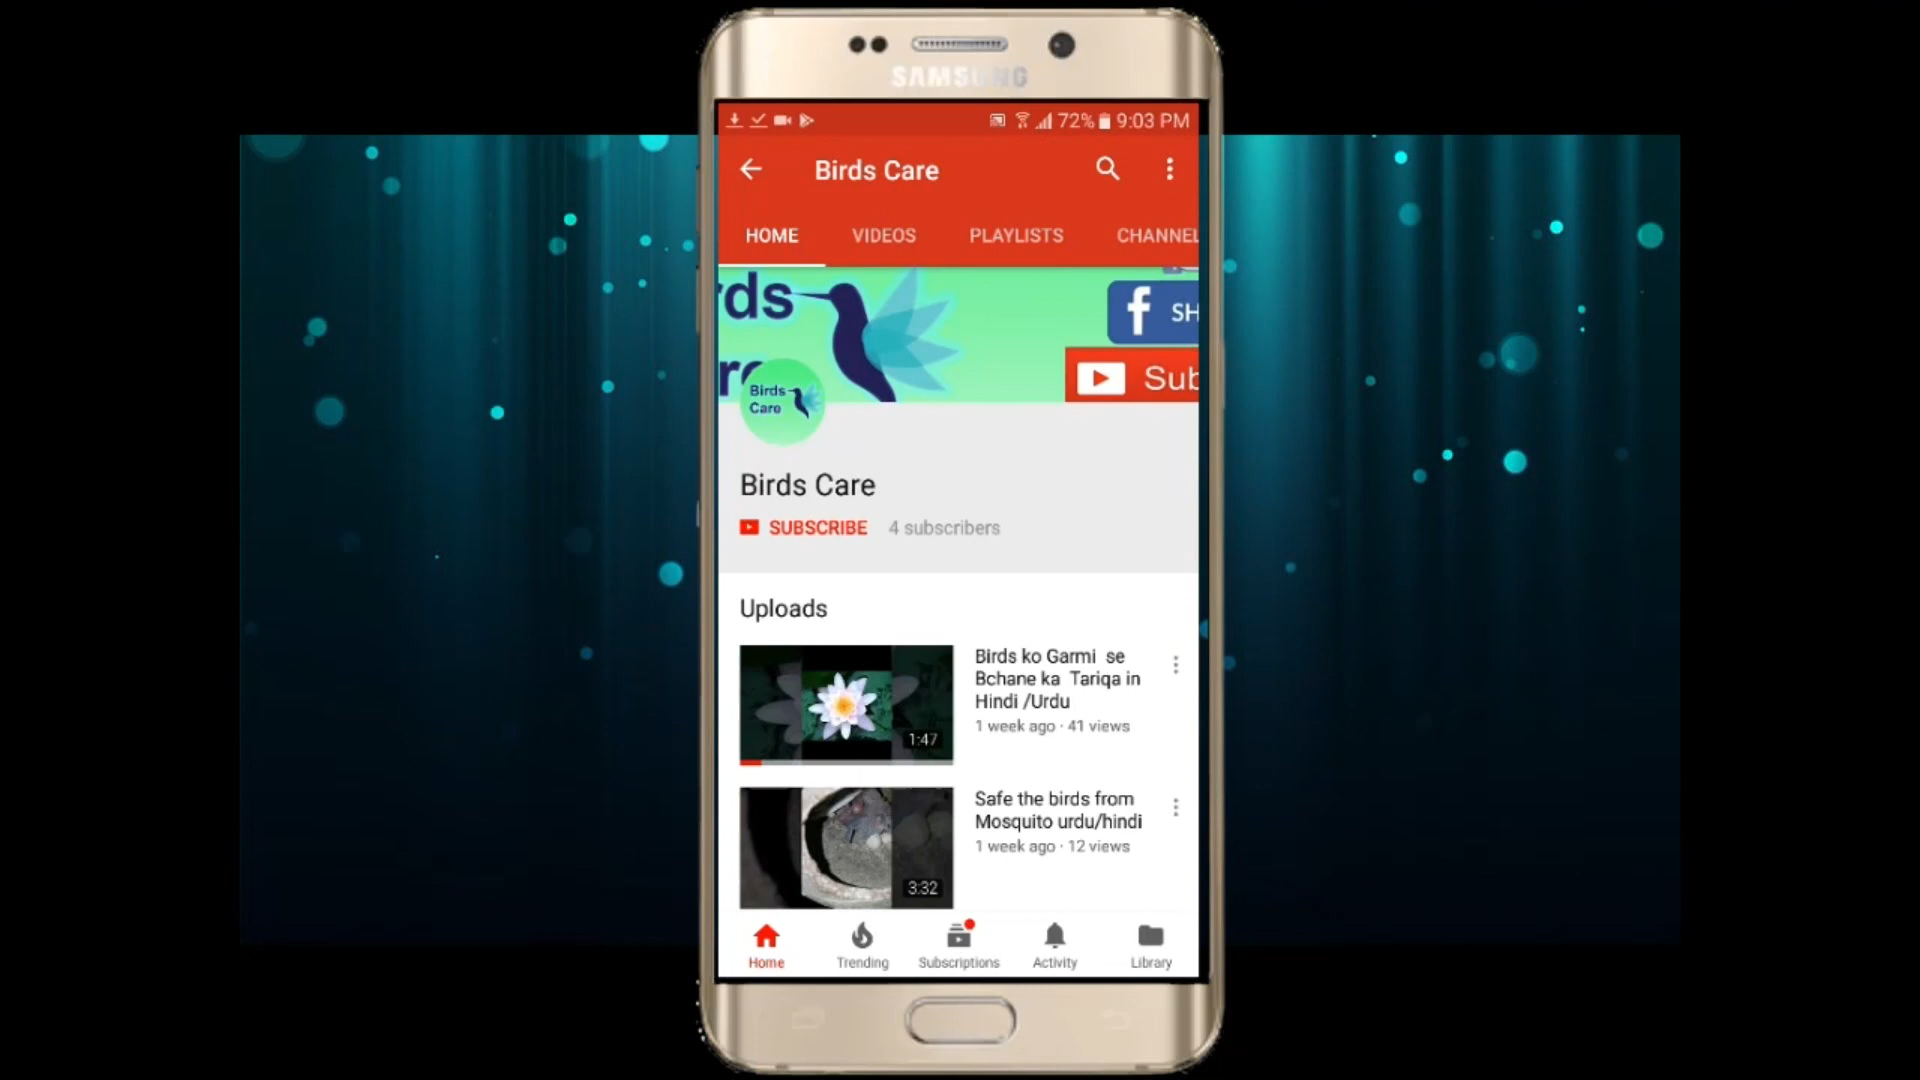 SAMSUNG
72% 9:03 PM
Birds Care
HOME VIDEOS PLAYLISTS CHANNEL
rds
f SH
Sub
Birds
Care
Birds Care
SUBSCRIBE 4 subscribers
Uploads
Birds ko Garmi se
Bchane ka Tariqa in
Hindi /Urdu
1 week ago · 41 views
1:47
Safe the birds from
Mosquito urdu/hindi
1 week ago · 12 views
3:32
Home Trending Subscriptions Activity Library